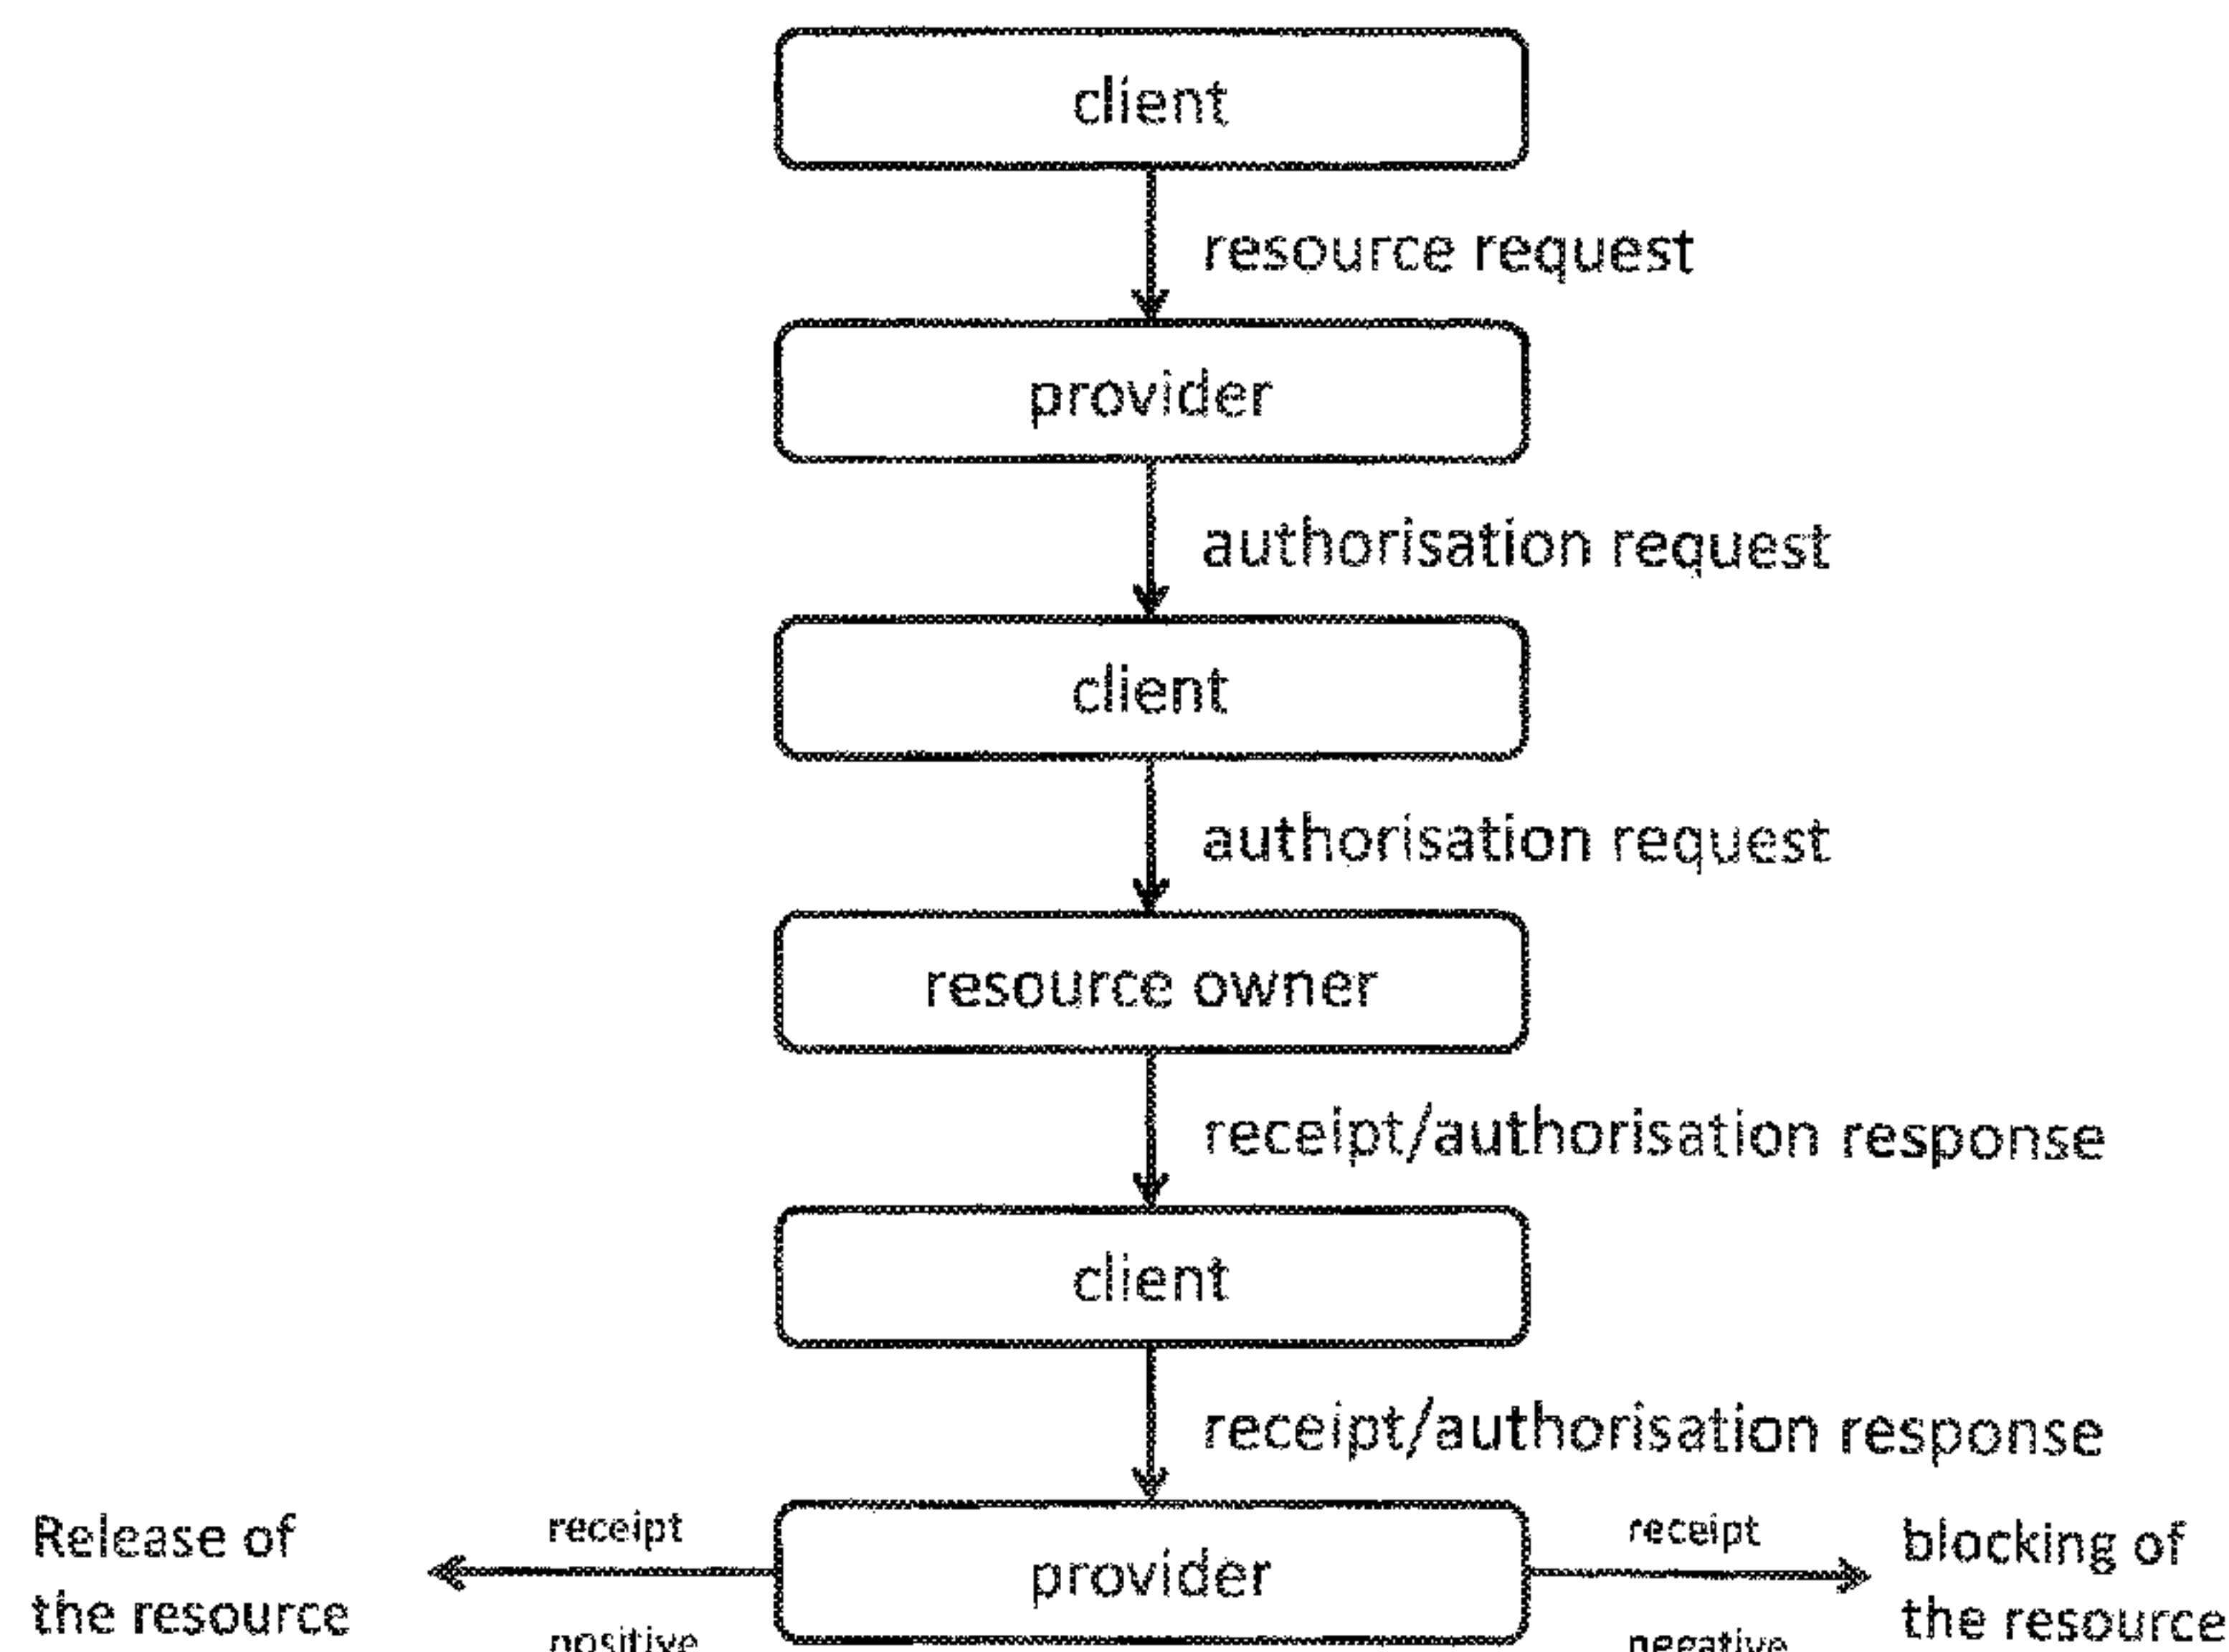 client
resource request
provider
authorisation request
client
authorisation request
resource owner
receipt/authorisation response
client
receipt/authorisation response
Release of
the resource
receipt
positive
provider
receipt
negative
blocking of
the resource